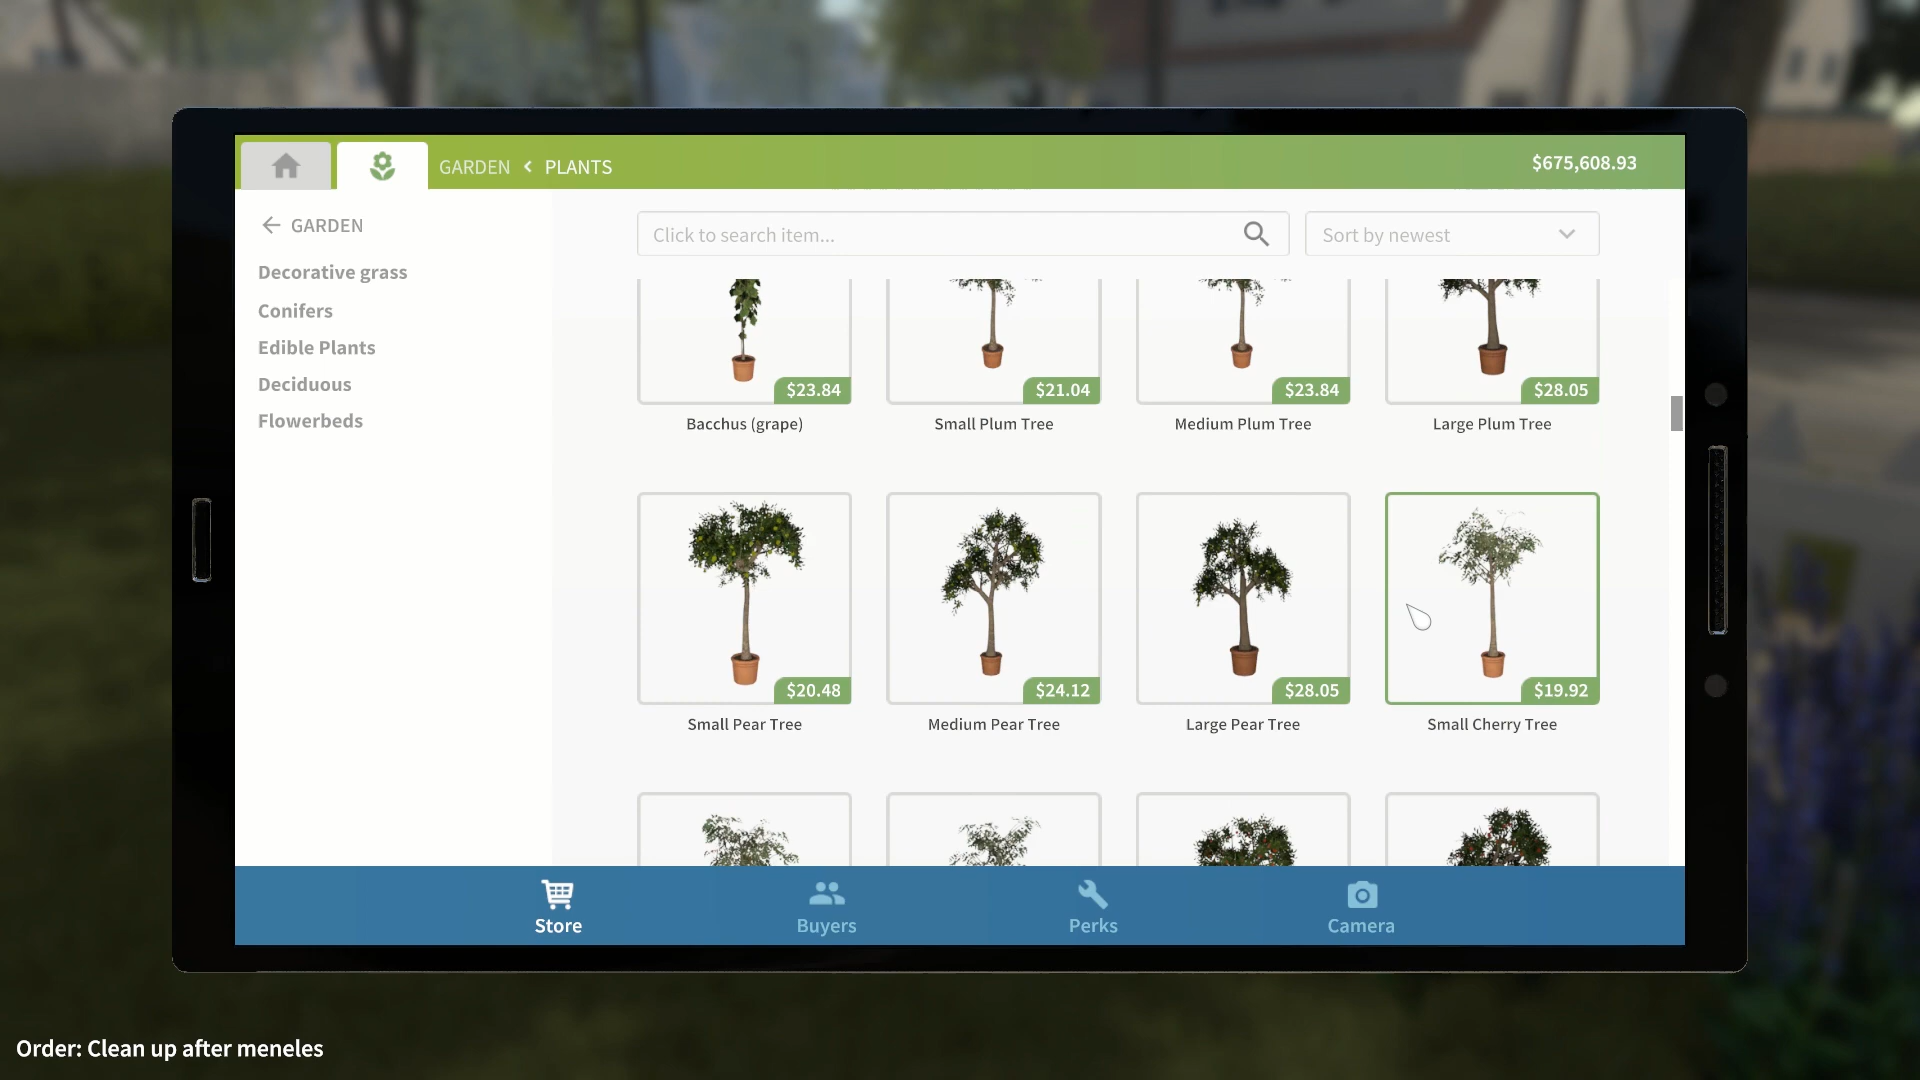 GARDEN < PLANTS
$675,608.93
← GARDEN
Decorative grass
Conifers
Edible Plants
Deciduous
Flowerbeds
Click to search item...
Sort by newest
$23.84
$21.04
$23.84
$28.05
Bacchus (grape)
Small Plum Tree
Medium Plum Tree
Large Plum Tree
$20.48
$24.12
$28.05
$19.92
Small Pear Tree
Medium Pear Tree
Large Pear Tree
Small Cherry Tree
Store
Buyers
Perks
Camera
Order: Clean up after meneles